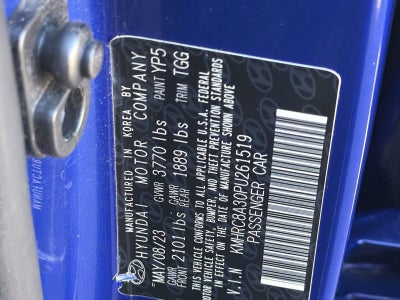 MANUFACTURED IN KOREA BY
HYUNDAI MOTOR COMPANY
MAY/08/23 GVWR 3770 lbs PAINT YP5
GAWR FRONT 2101 lbs GAWR REAR 1889 lbs TRIM TGG
THIS VEHICLE CONFORMS TO ALL APPLICABLE U.S.A. FEDERAL
MOTOR VEHICLE SAFETY AND THEFT PREVENTION STANDARDS
IN EFFECT ON THE DATE OF MANUFACTURE SHOWN ABOVE
V.I.N KMHRC8A30PU261519
PASSENGER CAR